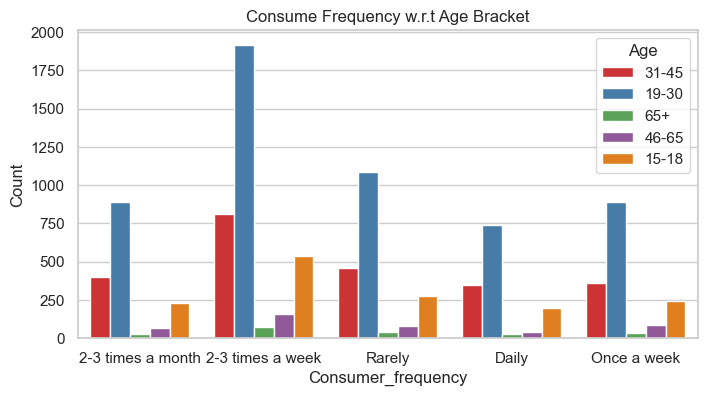 Consume Frequency w.r.t Age Bracket
2000
1750
1500
1250
1000
750
500
250
0
Count
Age
31-45
19-30
65+
46-65
15-18
2-3 times a month 2-3 times a week Rarely Daily Once a week
Consumer_frequency